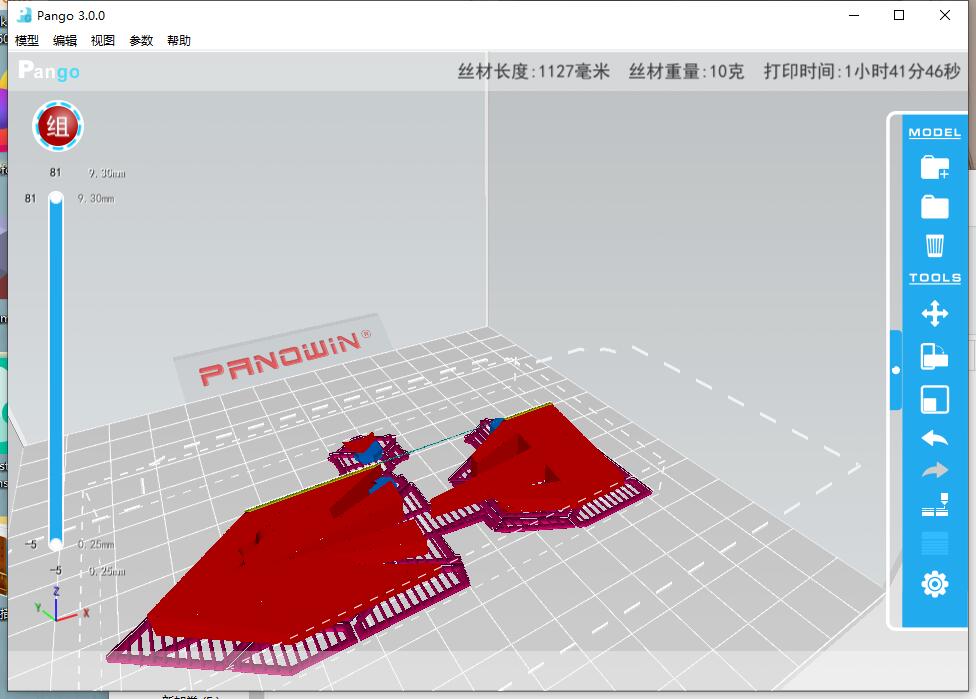 Pango 3.0.0
模型 编辑 视图 参数 帮助
Pango
丝材长度:1127毫米 丝材重量:10克 打印时间:1小时41分46秒
组
MODEL
81 9.30mm
81 9.30mm
TOOLS
PANOWIN®
-5 0.25mm
-5 0.25mm
Z
Y
X